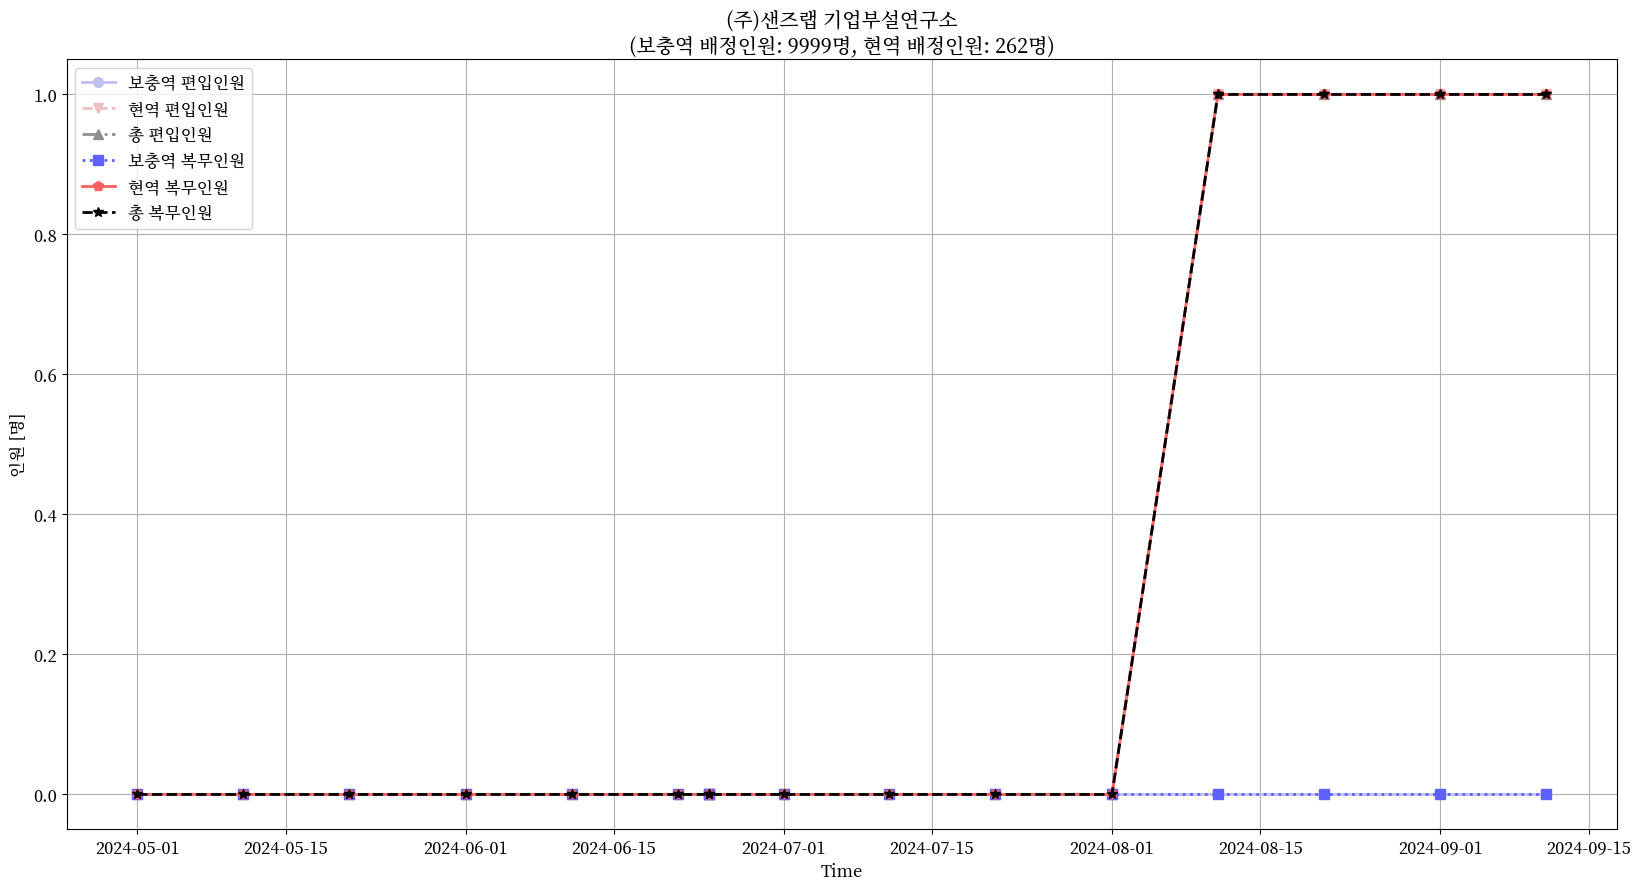 (주)샌즈랩 기업부설연구소
(보충역 배정인원: 9999명, 현역 배정인원: 262명)
보충역 편입인원
현역 편입인원
총 편입인원
보충역 복무인원
현역 복무인원
총 복무인원
1.0
0.8
0.6
0.4
0.2
0.0
인원 [명]
2024-05-01 2024-05-15 2024-06-01 2024-06-15 2024-07-01 2024-07-15 2024-08-01 2024-08-15 2024-09-01 2024-09-15
Time